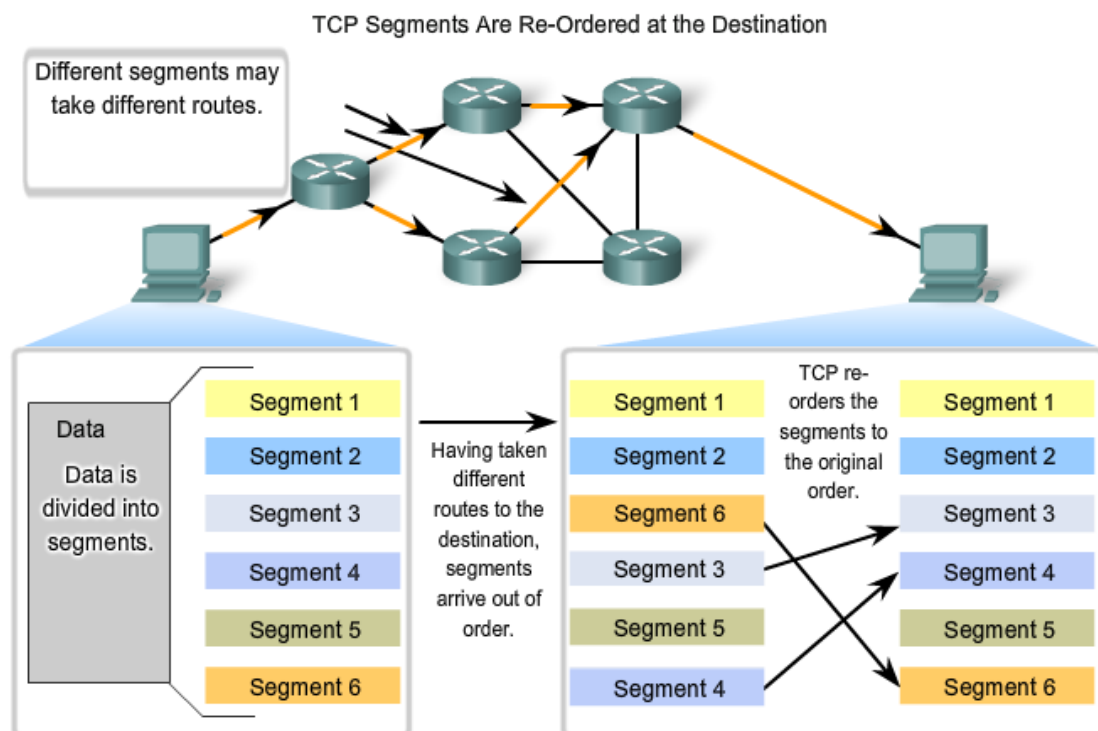 TCP Segments Are Re-Ordered at the Destination
Different segments may
take different routes.
Data
Data is
divided into
segments.
Segment 1
Segment 2
Segment 3
Segment 4
Segment 5
Segment 6
Having taken
different
routes to the
destination,
segments
arrive out of
order.
Segment 1
Segment 2
Segment 6
Segment 3
Segment 5
Segment 4
TCP re-
orders the
segments to
the original
order.
Segment 1
Segment 2
Segment 3
Segment 4
Segment 5
Segment 6